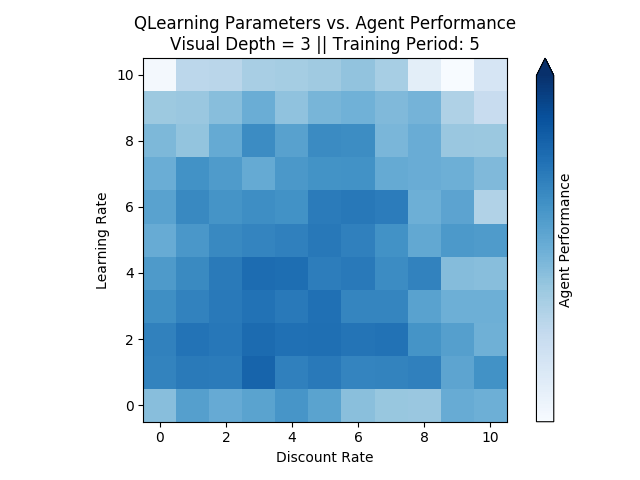 QLearning Parameters vs. Agent Performance
Visual Depth = 3 || Training Period: 5
10
8
6
4
2
0
Learning Rate
0 2 4 6 8 10
Discount Rate
Agent Performance